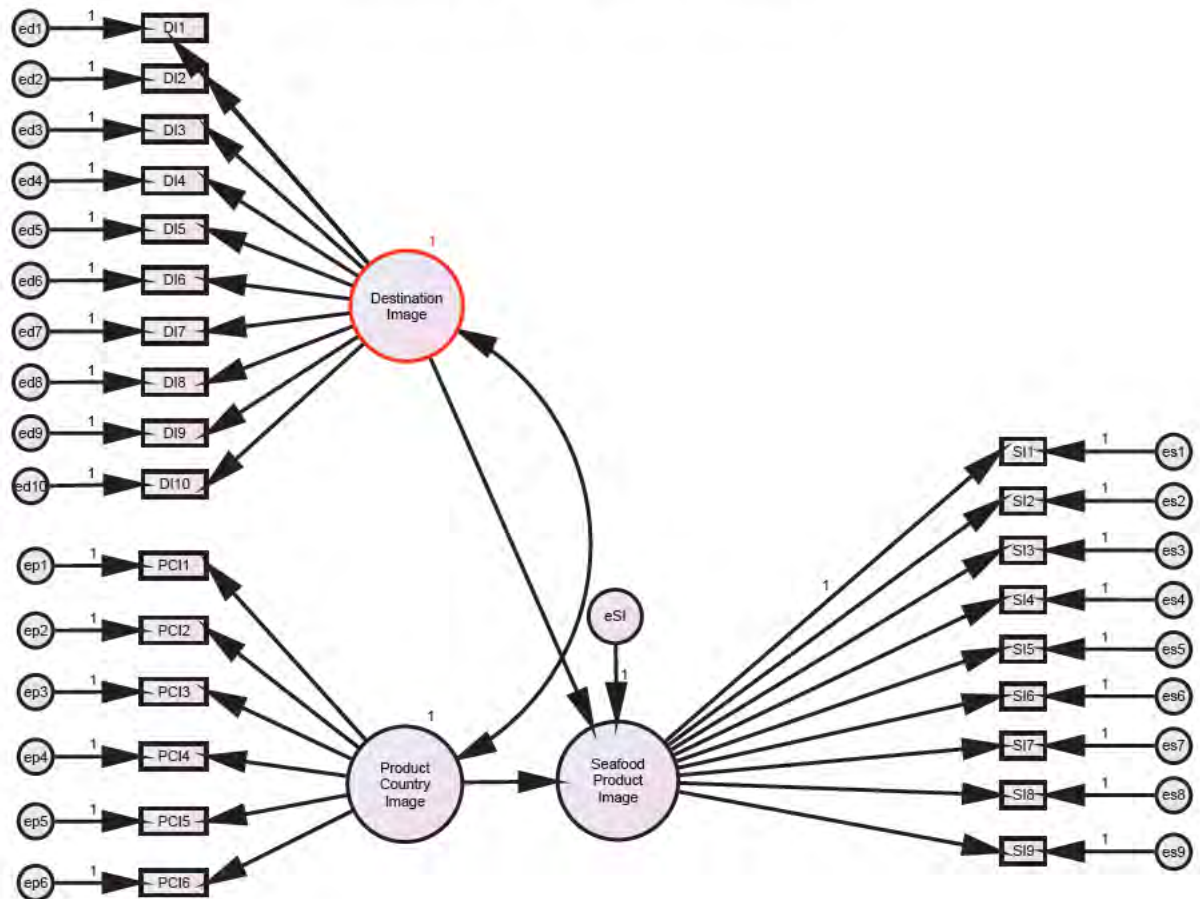 1
ed1
DI1
1
ed2
DI2
1
ed3
DI3
1
ed4
DI4
1
ed5
DI5
1
ed6
DI6
1
ed7
DI7
1
ed8
DI8
1
ed9
DI9
1
ed10
DI10
1
Destination
Image
1
ep1
PCI1
1
ep2
PCI2
1
ep3
PCI3
1
ep4
PCI4
1
ep5
PCI5
1
ep6
PCI6
1
Product
Country
Image
eSI
1
Seafood
Product
Image
1
SI1
1
es1
SI2
1
es2
SI3
1
es3
SI4
1
es4
SI5
1
es5
SI6
1
es6
SI7
1
es7
SI8
1
es8
SI9
1
es9